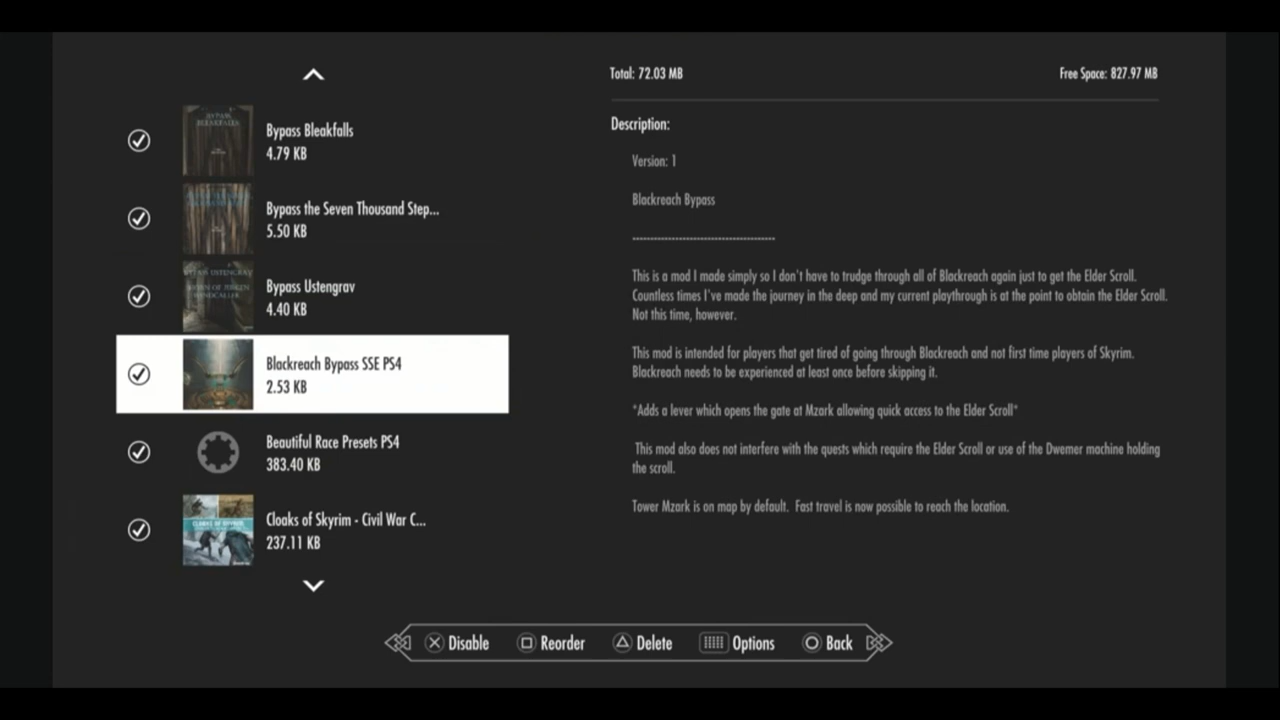 Total: 72.03 MB
Free Space: 827.97 MB
Bypass Bleakfalls
4.79 KB
Bypass the Seven Thousand Step...
5.50 KB
Bypass Ustengrav
4.40 KB
Blackreach Bypass SSE PS4
2.53 KB
Beautiful Race Presets PS4
383.40 KB
Cloaks of Skyrim - Civil War C...
237.11 KB
Description:
Version: 1
Blackreach Bypass
----------------------------------------
This is a mod I made simply so I don't have to trudge through all of Blackreach again just to get the Elder Scroll.
Countless times I've made the journey in the deep and my current playthrough is at the point to obtain the Elder Scroll.
Not this time, however.
This mod is intended for players that get tired of going through Blackreach and not first time players of Skyrim.
Blackreach needs to be experienced at least once before skipping it.
*Adds a lever which opens the gate at Mzark allowing quick access to the Elder Scroll*
This mod also does not interfere with the quests which require the Elder Scroll or use of the Dwemer machine holding
the scroll.
Tower Mzark is on map by default. Fast travel is now possible to reach the location.
Disable
Reorder
Delete
Options
Back